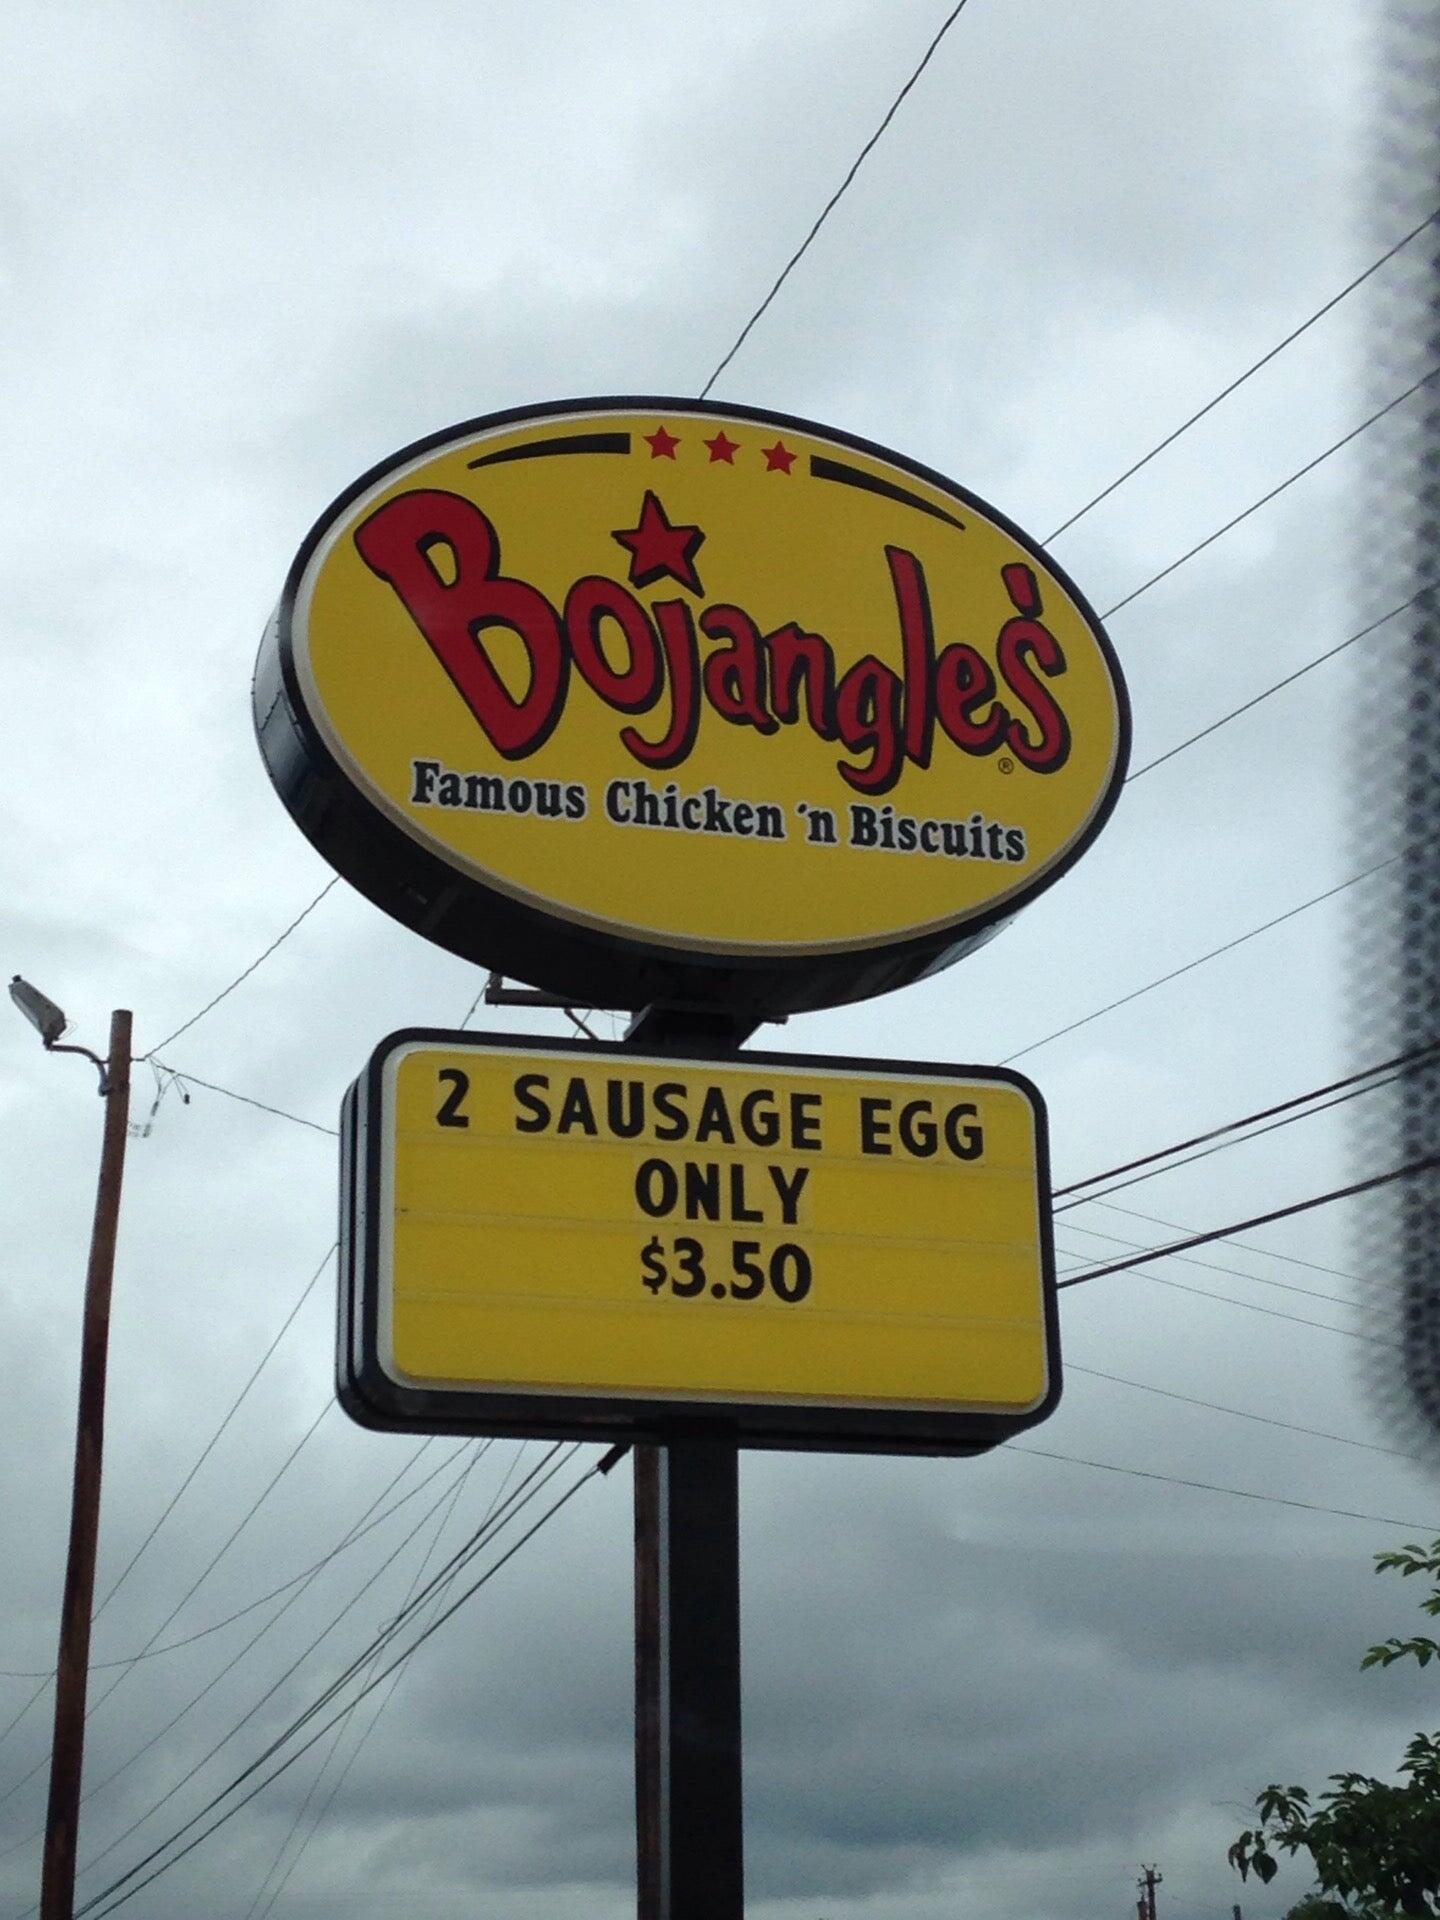 Bojangles'®
Famous Chicken 'n Biscuits
2 SAUSAGE EGG
ONLY
$3.50